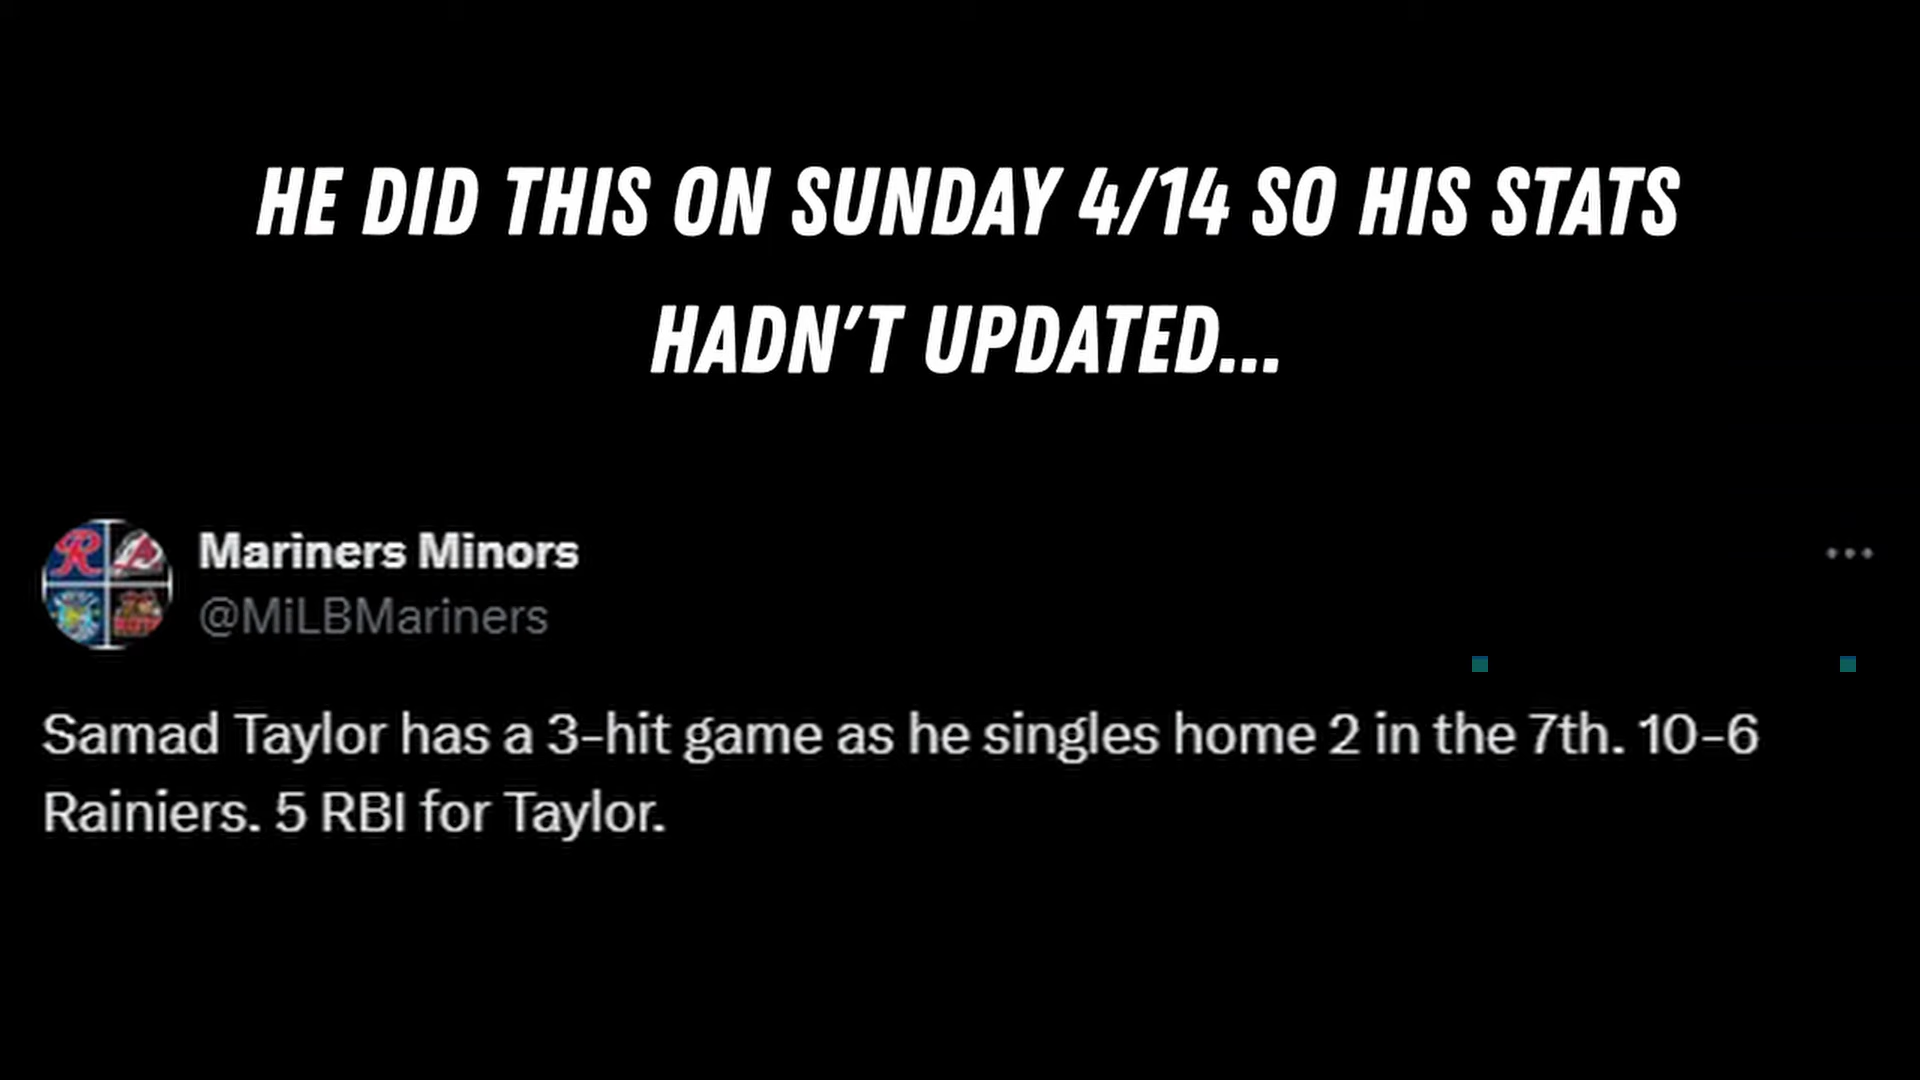 HE DID THIS ON SUNDAY 4/14 SO HIS STATS
HADN'T UPDATED...
Mariners Minors
@MiLBMariners
Samad Taylor has a 3-hit game as he singles home 2 in the 7th. 10-6
Rainiers. 5 RBI for Taylor.